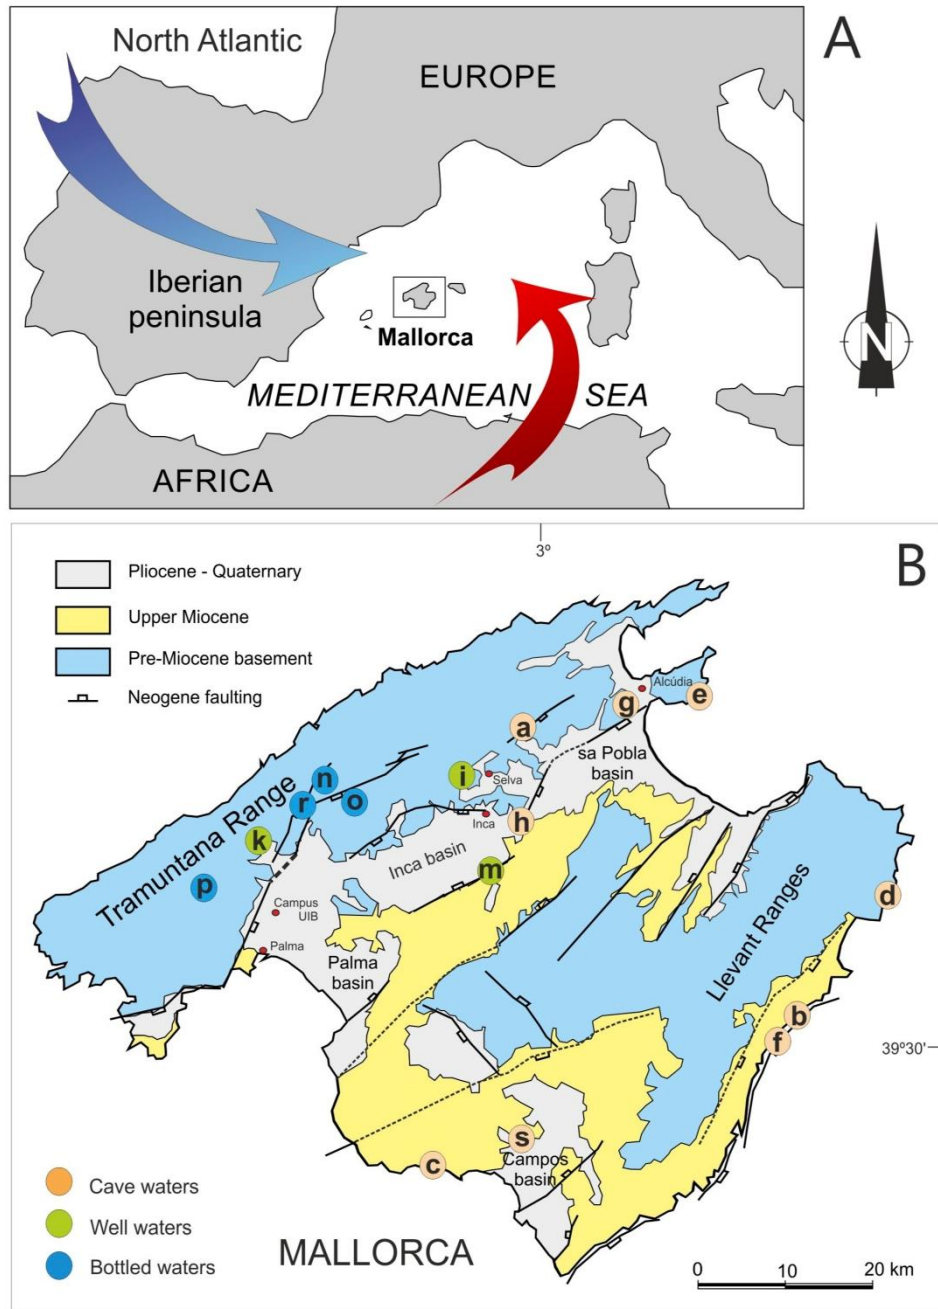 A
North Atlantic
EUROPE
Iberian
peninsula
Mallorca
MEDITERRANEAN SEA
AFRICA
N
B
3º
Pliocene - Quaternary
Upper Miocene
Pre-Miocene basement
Neogene faulting
Alcúdia
e
g
a
sa Pobla
basin
i
Selva
n
r
o
Tramuntana Range
h
Inca
k
Inca basin
m
p
d
Campus
UIB
Palma
Palma
basin
Llevant Ranges
b
f
39º30'
s
c
Campos
basin
Cave waters
Well waters
Bottled waters
MALLORCA
0 10 20 km